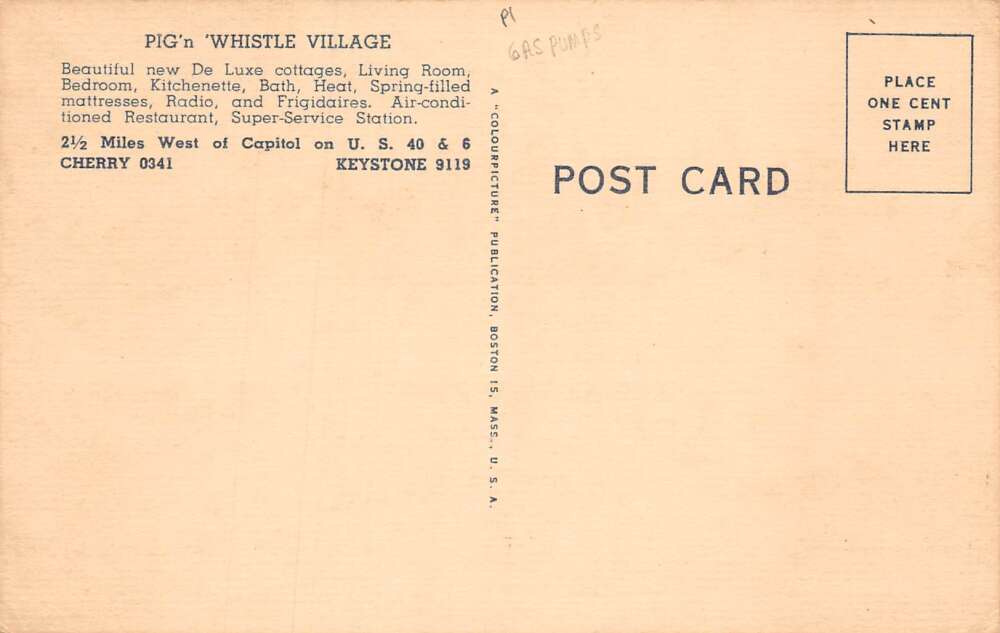 PIG'n 'WHISTLE VILLAGE
Beautiful new De Luxe cottages, Living Room,
Bedroom, Kitchenette, Bath, Heat, Spring-filled
mattresses, Radio, and Frigidaires. Air-condi-
tioned Restaurant, Super-Service Station.
2½ Miles West of Capitol on U. S. 40 & 6
CHERRY 0341 KEYSTONE 9119
A "COLOURPICTURE" PUBLICATION, BOSTON 15, MASS., U. S. A.
P1
GAS PUMPS
POST CARD
PLACE
ONE CENT
STAMP
HERE